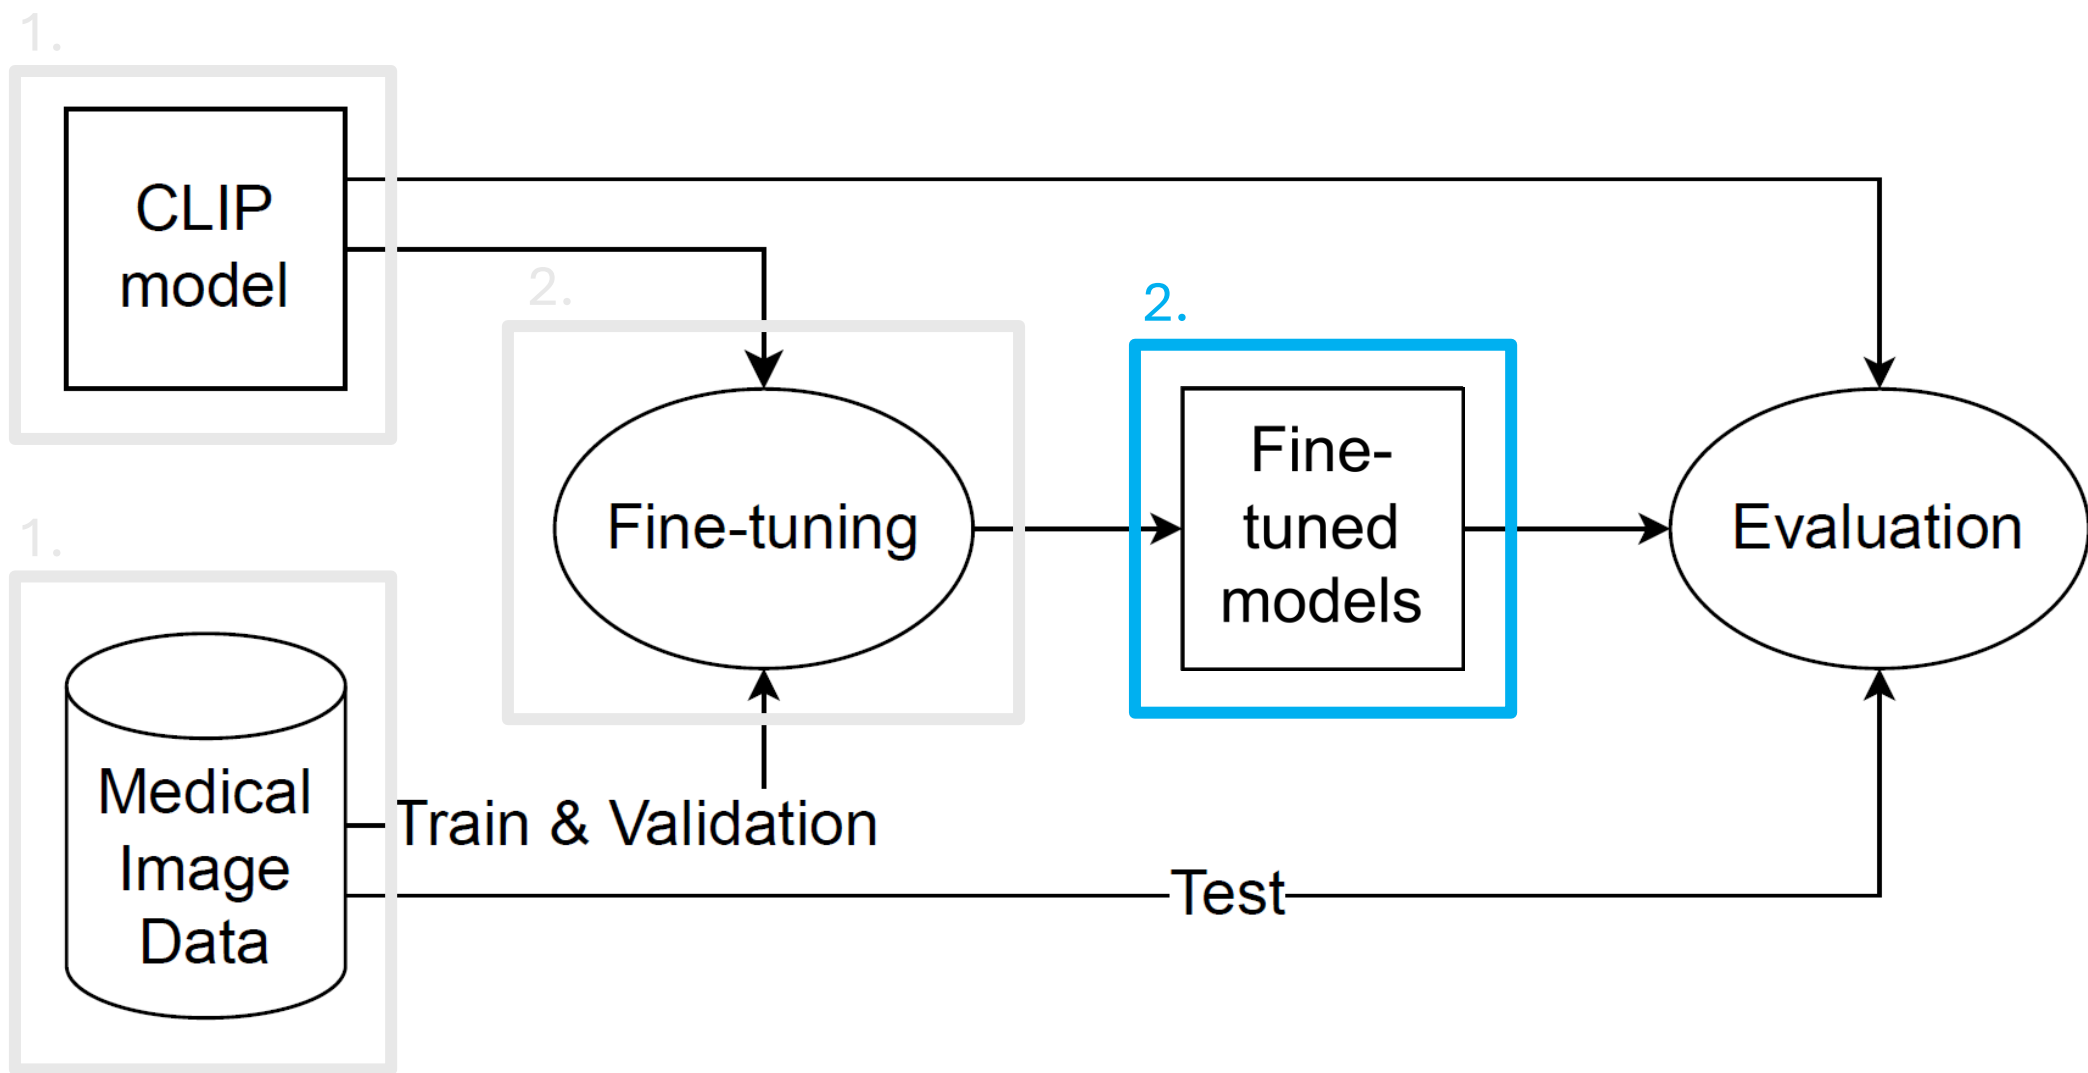 1.
CLIP
model
2.
2.
Fine-
tuned
models
Fine-tuning
Evaluation
1.
Medical
Image
Data
Train & Validation
Test